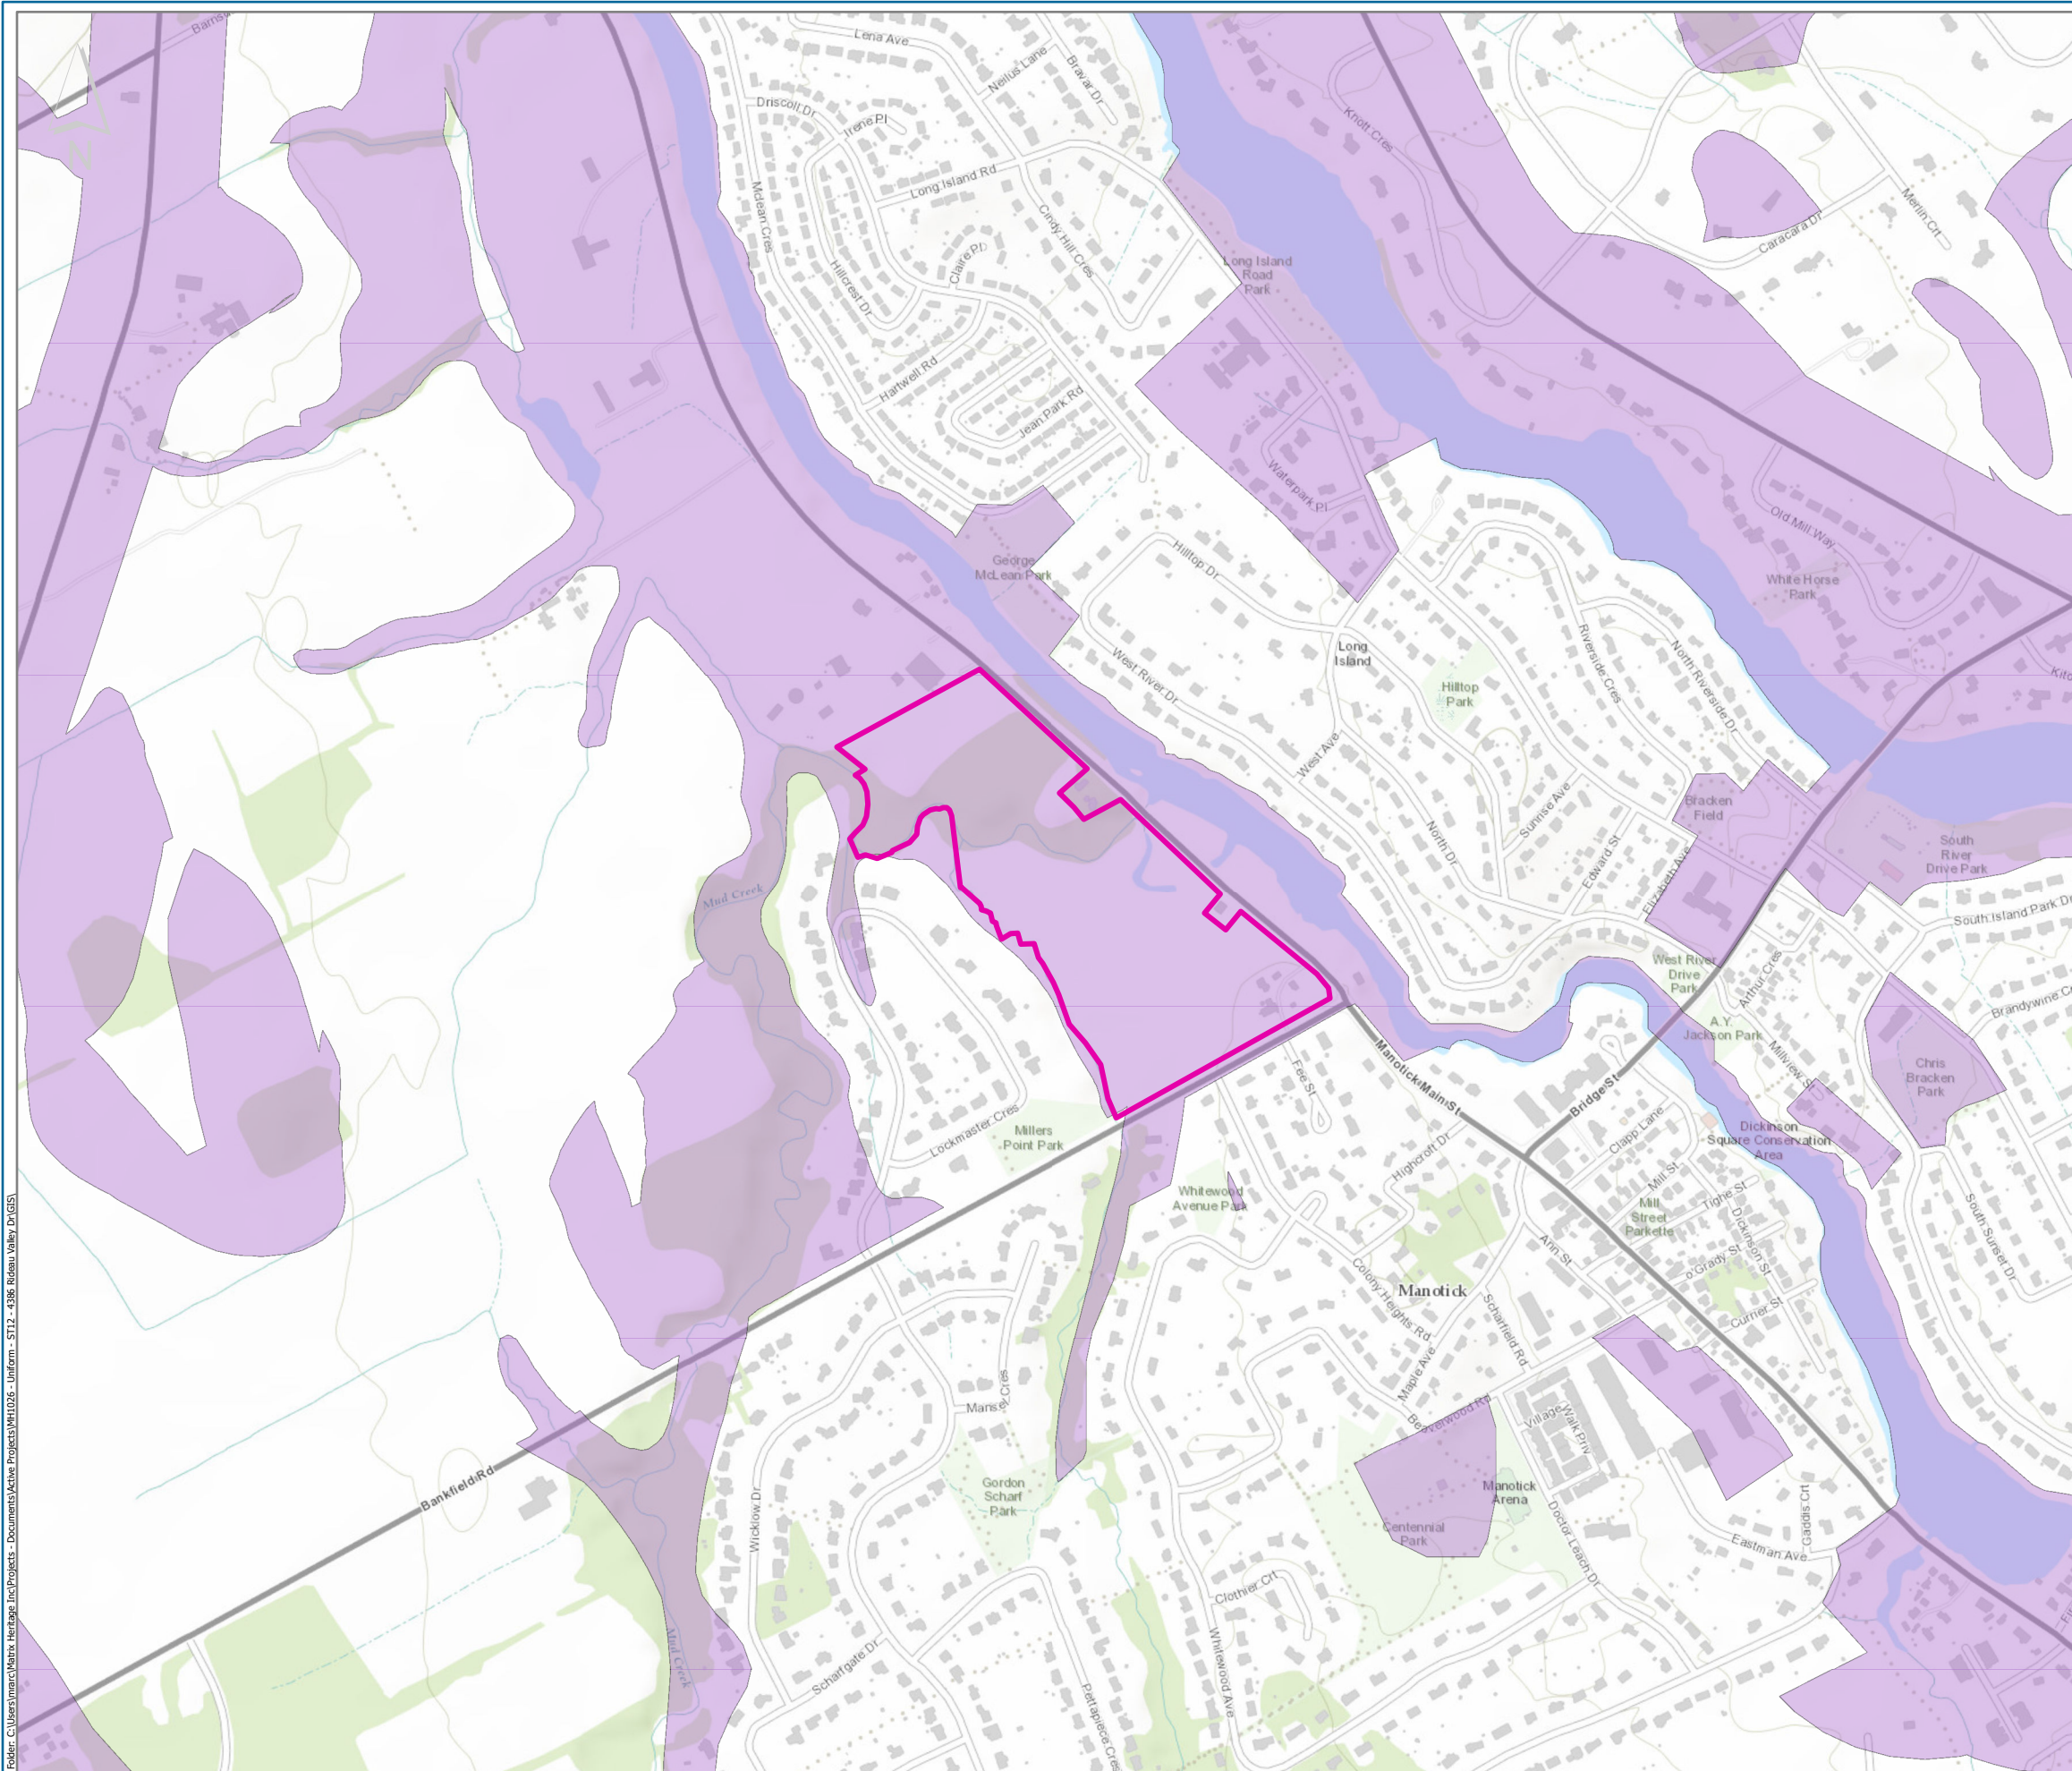 Barns
Lena Ave
Neilus Lane
Bravar Dr
Driscoll Dr
Irene Pl
Knott Cres
N
Long Island Rd
Mclean Cres
Cindy Hill Cres
Merlin Crt
Caracara Dr
Claire Pl
Hillcrest Dr
Long Island
Road
Park
Hartwell Rd
Jean Park Rd
Waterpark Pl
Old Mill Way
George
McLean Park
Hilltop Dr
White Horse
Park
Long
Island
Riverside Cres
North Riverside Dr
West River Dr
Kitc
Hilltop
Park
West Ave
Sunrise Ave
Bracken
Field
North Dr
Edward St
Elizabeth Ave
South
River
Drive Park
Mud Creek
South Island Park Dr
West River
Drive
Park
Arthur Cres
Brandywine C
A.Y.
Jackson Park
Manotick Main St
Fee St
Millview St
Chris
Bracken
Park
Bridge St
Lockmaster Cres
Millers
Point Park
Clapp Lane
Dickinson
Square Conservation
Area
Highcroft Dr
Mill St
Whitewood
Avenue Park
Tighe St
Mill
Street
Parkette
Dickinson St
South Sunset Dr
Ann St
o'Grady St
Colony Heights Rd
Manotick
Scharfield Rd
Currier St
Maple Ave
Mansel Cres
Beaverwood Rd
Village
Walk Priv
Bankfield Rd
Gordon
Scharf
Park
Manotick
Arena
Wicklow Dr
Centennial
Park
Doctor Leach Dr
Gaddis Crt
Eastman Ave
Clothier Crt
Mud Creek
Scharfgate Dr
Whitewood Ave
Pettapiece Cres
Folder: C:\Users\marc\Matrix Heritage Inc\Projects - Documents\Active Projects\MH1026 - Uniform - ST12 - 4386 Rideau Valley Dr\GIS\